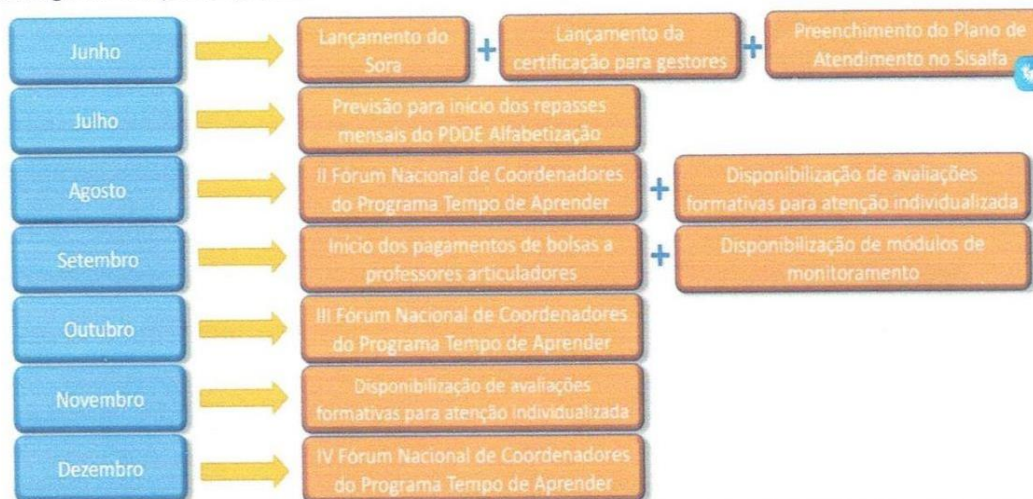 Junho
Lançamento do
Sora
+
Lançamento da
certificação para gestores
+
Preenchimento do Plano de
Atendimento no Sisalfa
Julho
Previsão para início dos repasses
mensais do PDDE Alfabetização
Agosto
II Fórum Nacional de Coordenadores
do Programa Tempo de Aprender
+
Disponibilização de avaliações
formativas para atenção individualizada
Setembro
Início dos pagamentos de bolsas a
professores articuladores
+
Disponibilização de módulos de
monitoramento
Outubro
III Fórum Nacional de Coordenadores
do Programa Tempo de Aprender
Novembro
Disponibilização de avaliações
formativas para atenção individualizada
Dezembro
IV Fórum Nacional de Coordenadores
do Programa Tempo de Aprender